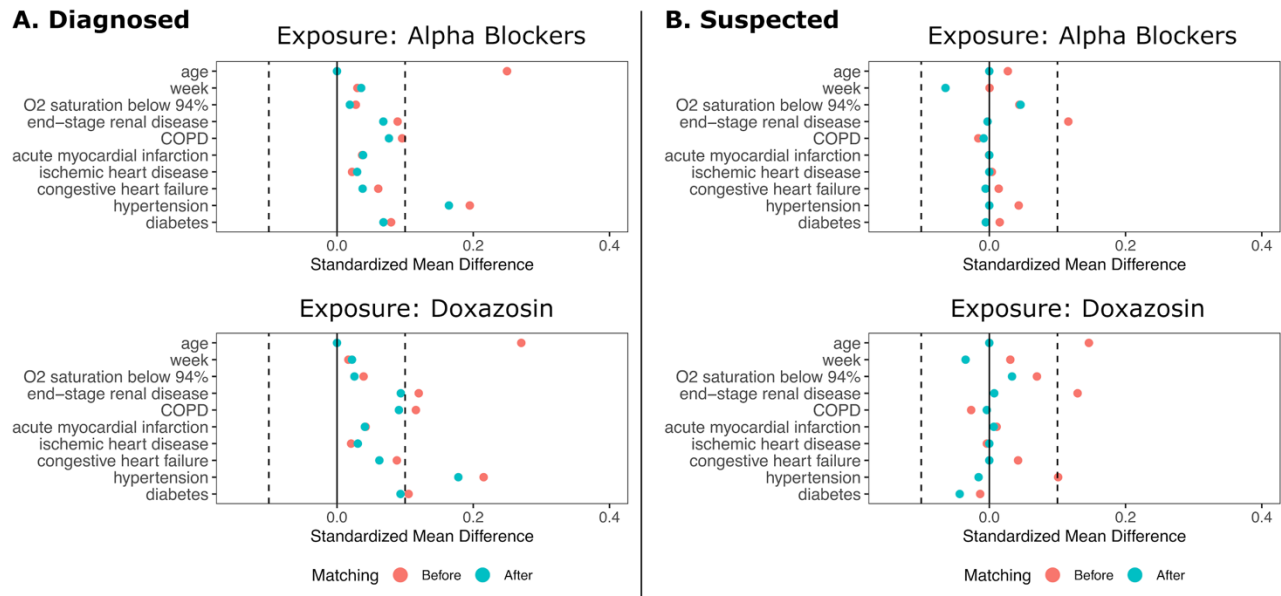 A. Diagnosed
Exposure: Alpha Blockers
age
week
O2 saturation below 94%
end−stage renal disease
COPD
acute myocardial infarction
ischemic heart disease
congestive heart failure
hypertension
diabetes
0.0 0.2 0.4
Standardized Mean Difference
Exposure: Doxazosin
age
week
O2 saturation below 94%
end−stage renal disease
COPD
acute myocardial infarction
ischemic heart disease
congestive heart failure
hypertension
diabetes
0.0 0.2 0.4
Standardized Mean Difference
Matching Before After
B. Suspected
Exposure: Alpha Blockers
age
week
O2 saturation below 94%
end−stage renal disease
COPD
acute myocardial infarction
ischemic heart disease
congestive heart failure
hypertension
diabetes
0.0 0.2 0.4
Standardized Mean Difference
Exposure: Doxazosin
age
week
O2 saturation below 94%
end−stage renal disease
COPD
acute myocardial infarction
ischemic heart disease
congestive heart failure
hypertension
diabetes
0.0 0.2 0.4
Standardized Mean Difference
Matching Before After